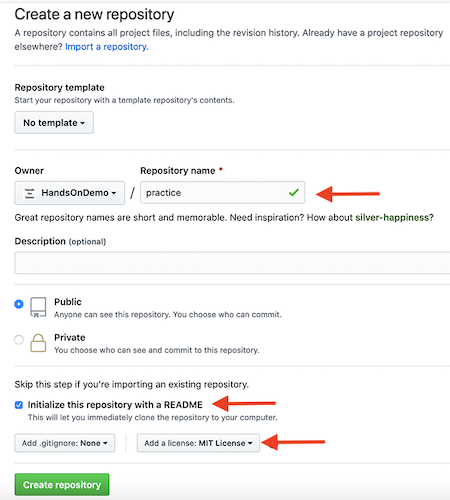 Create a new repository
A repository contains all project files, including the revision history. Already have a project repository
elsewhere? Import a repository.
Repository template
Start your repository with a template repository's contents.
No template
Owner
Repository name *
Hands
On
Demo
HandsOnDemo
/
practice
Great repository names are short and memorable. Need inspiration? How about silver-happiness?
Description (optional)
Public
Anyone can see this repository. You choose who can commit.
Private
You choose who can see and commit to this repository.
Skip this step if you're importing an existing repository.
Initialize this repository with a README
This will let you immediately clone the repository to your computer.
Add .gitignore: None
Add a license: MIT License
Create repository